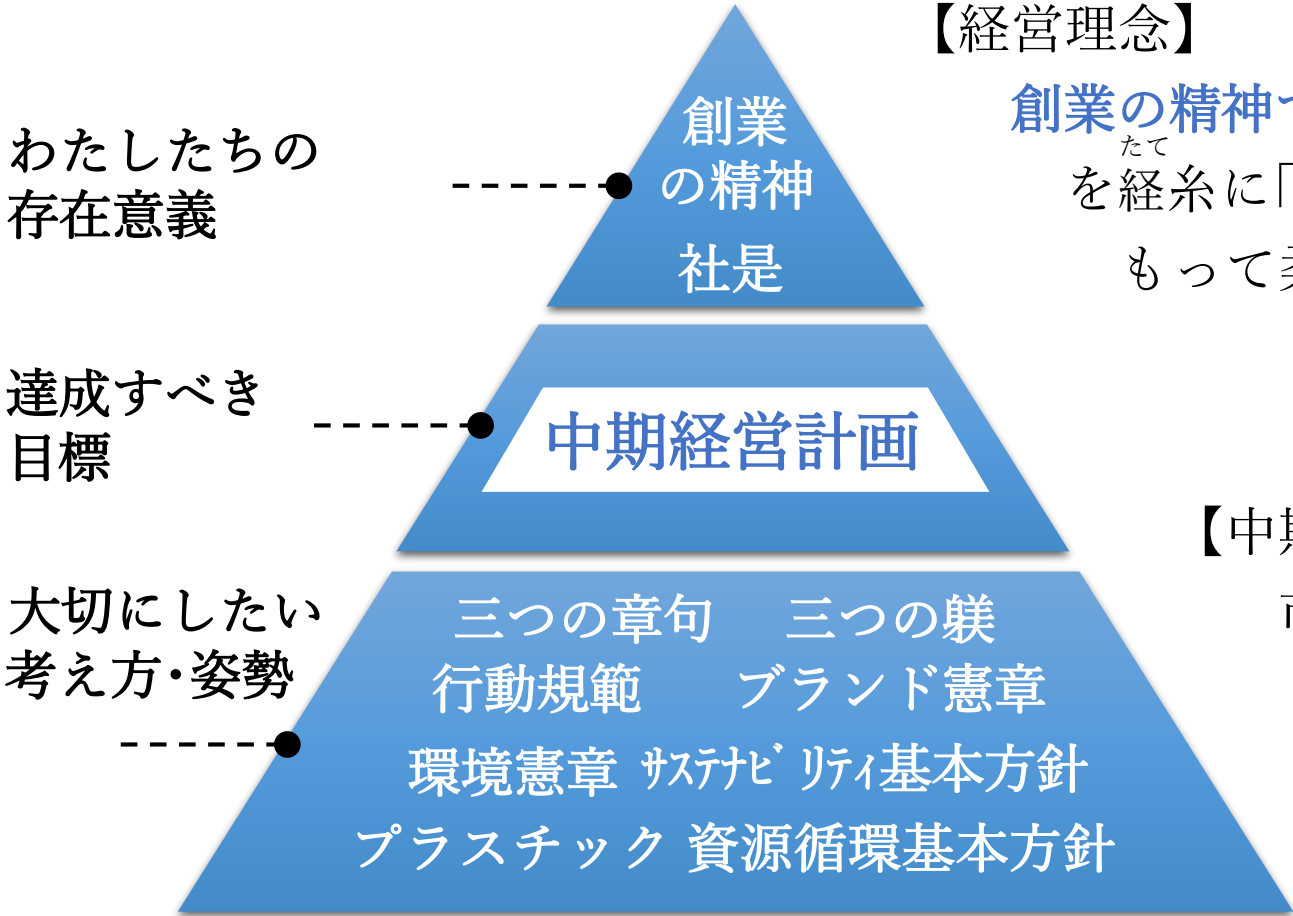 【経営理念】
創業の精神
たて
を経糸に「
もって
わたしたちの
存在意義
創業
の精神
社是
達成すべき
目標
中期経営計画
【中期
大切にしたい
考え方・姿勢
三つの章句 三つの躾
行動規範 ブランド憲章
環境憲章 ｻｽﾃﾅﾋﾞﾘﾃｨ基本方針
プラスチック 資源循環基本方針